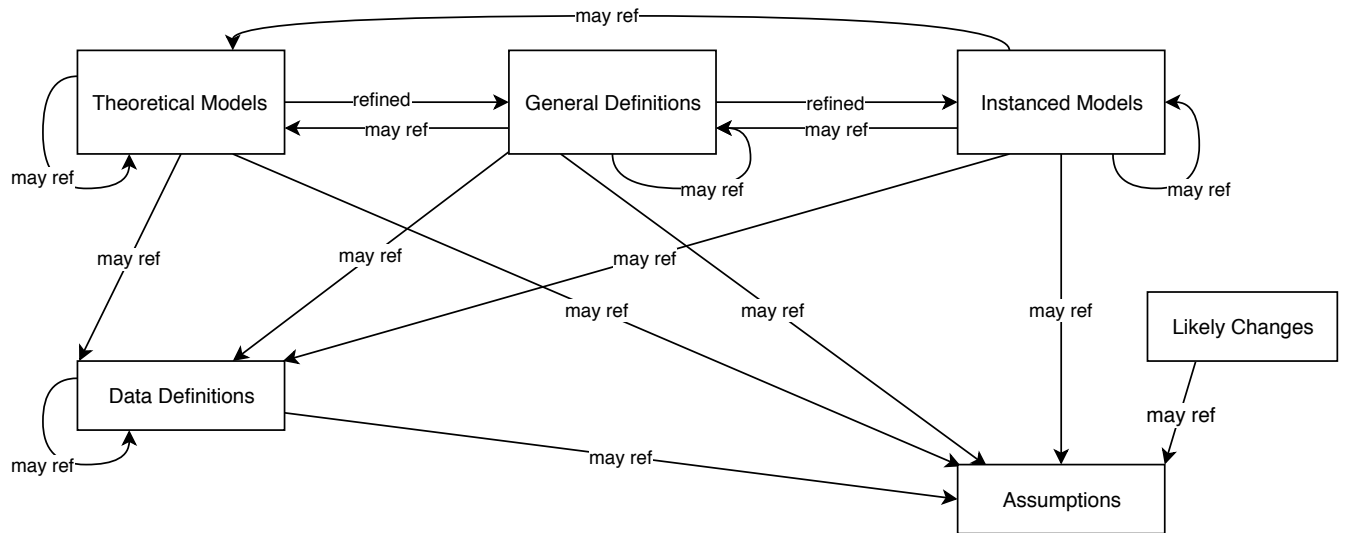 may ref
Theoretical Models
refined
General Definitions
refined
Instanced Models
may ref
may ref
may ref
may ref
may ref
may ref
may ref
may ref
may ref
may ref
may ref
may ref
Likely Changes
Data Definitions
may ref
may ref
may ref
Assumptions